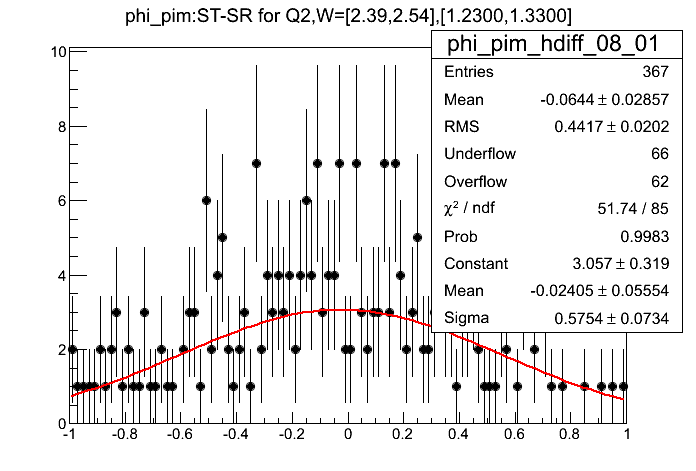 phi_pim:ST-SR for Q2,W=[2.39,2.54],[1.2300,1.3300]
phi_pim_hdiff_08_01
Entries 367
Mean -0.0644 ± 0.02857
RMS 0.4417 ± 0.0202
Underflow 66
Overflow 62
χ² / ndf 51.74 / 85
Prob 0.9983
Constant 3.057 ± 0.319
Mean -0.02405 ± 0.05554
Sigma 0.5754 ± 0.0734
10
8
6
4
2
0
-1 -0.8 -0.6 -0.4 -0.2 0 0.2 0.4 0.6 0.8 1